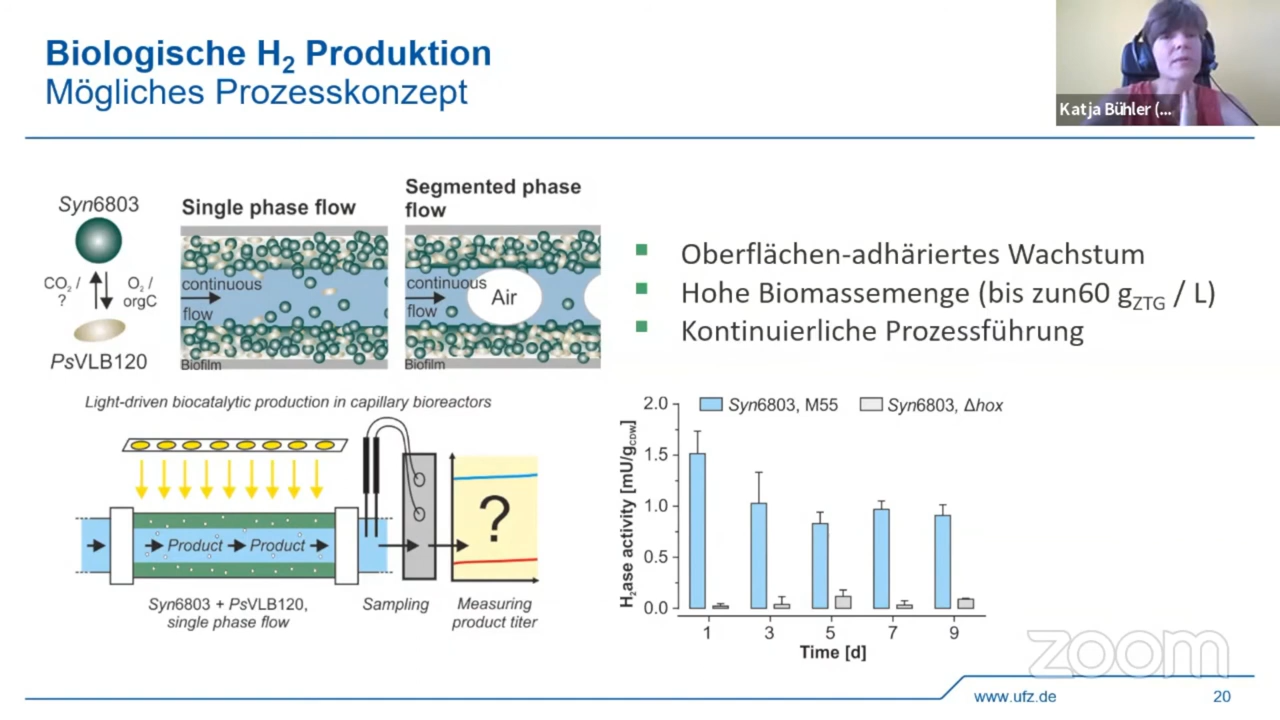 Biologische H₂ Produktion
Mögliches Prozesskonzept
Katja Bühler (...
Syn6803
CO₂ /
?
O₂ /
orgC
PsVLB120
Single phase flow
continuous
flow
Biofilm
Segmented phase
flow
continuous
flow
Air
Biofilm
Oberflächen-adhäriertes Wachstum
Hohe Biomassemenge (bis zun60 gZTG / L)
Kontinuierliche Prozessführung
Light-driven biocatalytic production in capillary bioreactors
Product
Product
?
Syn6803 + PsVLB120,
single phase flow
Sampling
Measuring
product titer
Syn6803, M55
Syn6803, Δhox
H₂ase activity [mU/gCDW]
2.0
1.5
1.0
0.5
0.0
1 3 5 7 9
Time [d]
zoom
www.ufz.de
20